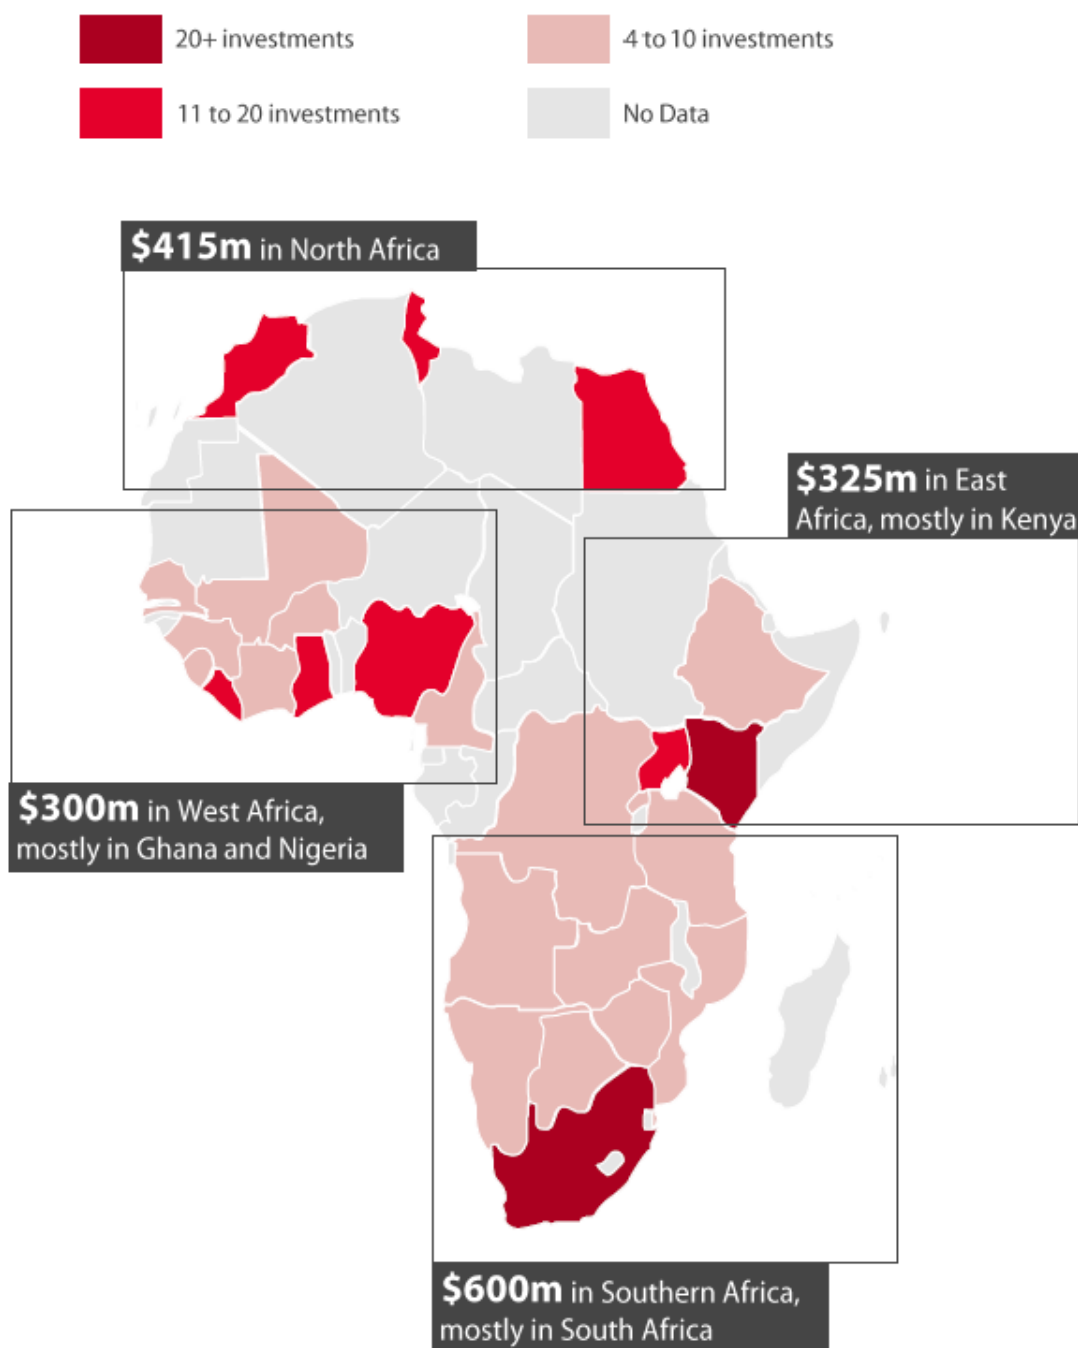 20+ investments
4 to 10 investments
11 to 20 investments
No Data
$415m in North Africa
$325m in East
Africa, mostly in Kenya
$300m in West Africa,
mostly in Ghana and Nigeria
$600m in Southern Africa,
mostly in South Africa